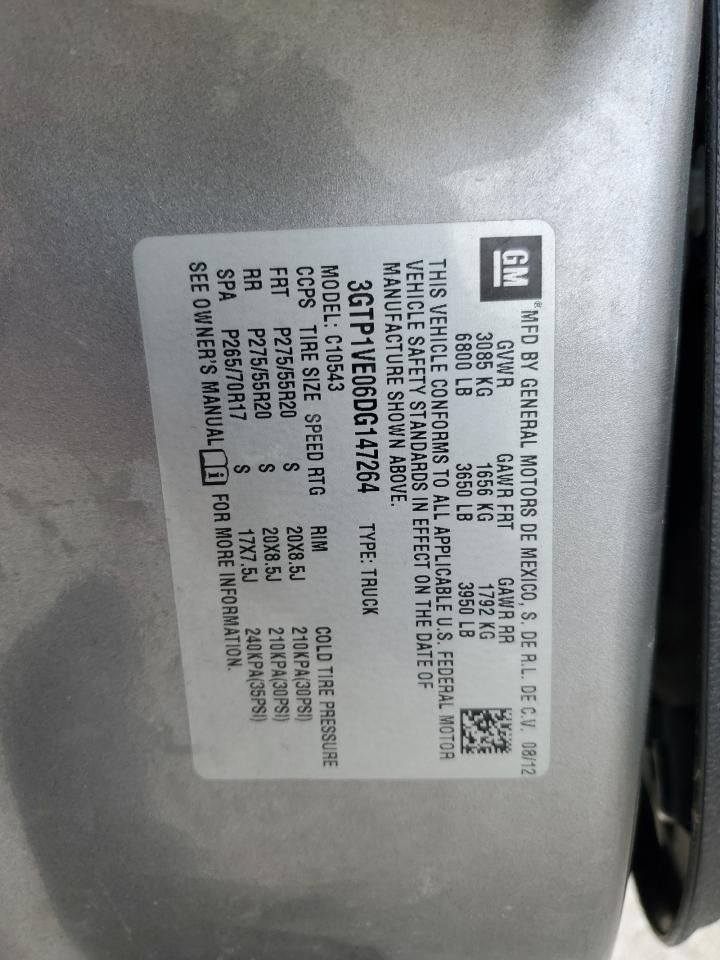 GM
® MFD BY GENERAL MOTORS DE MEXICO, S. DE R.L. DE C.V. 08/12
GVWR GAWR FRT GAWR RR
3085 KG 1656 KG 1792 KG
6800 LB 3650 LB 3950 LB
THIS VEHICLE CONFORMS TO ALL APPLICABLE U.S. FEDERAL MOTOR
VEHICLE SAFETY STANDARDS IN EFFECT ON THE DATE OF
MANUFACTURE SHOWN ABOVE.
3GTP1VE06DG147264 TYPE: TRUCK
MODEL: C10543
CCPS TIRE SIZE SPEED RTG RIM COLD TIRE PRESSURE
FRT P275/55R20 S 20X8.5J 210KPA(30PSI)
RR P275/55R20 S 20X8.5J 210KPA(30PSI)
SPA P265/70R17 S 17X7.5J 240KPA(35PSI)
SEE OWNER'S MANUAL i FOR MORE INFORMATION.